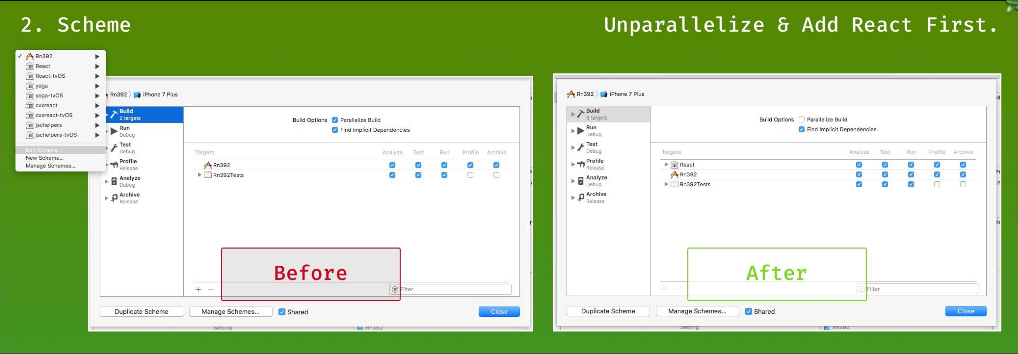 2. Scheme
Unparallelize & Add React First.
Rn392
React
React-tvOS
yoga
yoga-tvOS
cxxreact
cxxreact-tvOS
jschelpers
jschelpers-tvOS
Edit Scheme...
New Scheme...
Manage Schemes...
Rn392 iPhone 7 Plus
Build
2 targets
Run
Debug
Test
Debug
Profile
Release
Analyze
Debug
Archive
Release
Build Options Parallelize Build
Find Implicit Dependencies
Targets Analyze Test Run Profile Archive
Rn392
Rn392Tests
Before
Filter
Duplicate Scheme Manage Schemes... Shared Close
Rn392
Rn392 iPhone 7 Plus
Build
3 targets
Run
Debug
Test
Debug
Profile
Release
Analyze
Debug
Archive
Release
Build Options Parallelize Build
Find Implicit Dependencies
Targets Analyze Test Run Profile Archive
React
Rn392
Rn392Tests
After
Filter
Duplicate Scheme Manage Schemes... Shared Close
Rn392